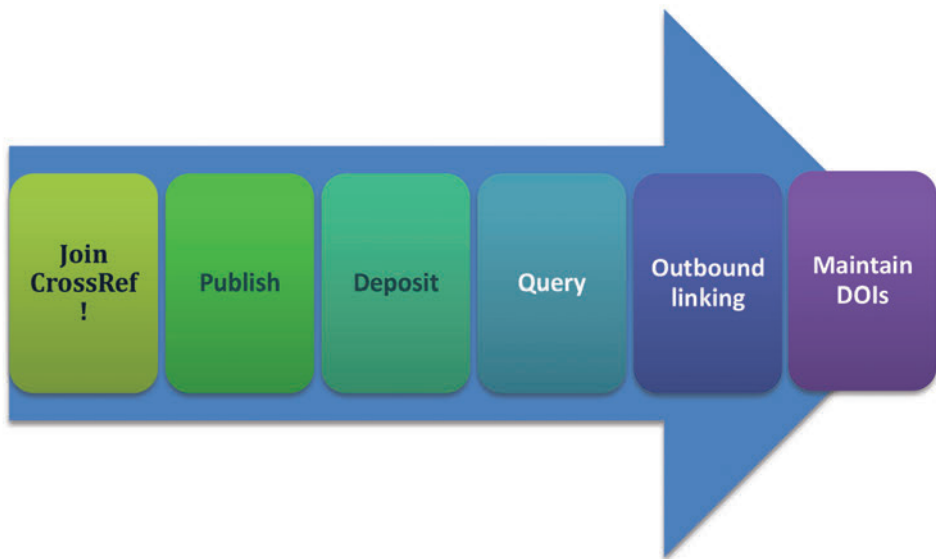 Join
CrossRef
!
Publish
Deposit
Query
Outbound
linking
Maintain
DOIs